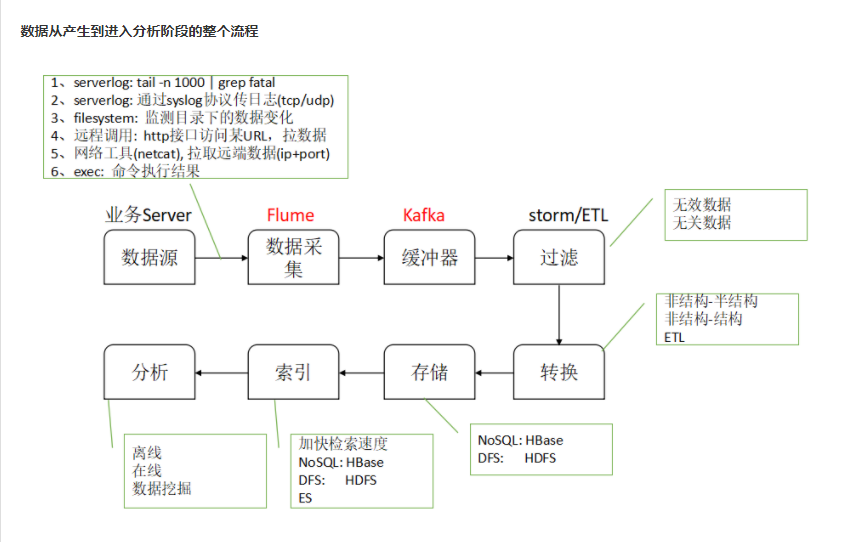 数据从产生到进入分析阶段的整个流程
1、serverlog: tail -n 1000 | grep fatal
2、serverlog: 通过syslog协议传日志(tcp/udp)
3、filesystem: 监测目录下的数据变化
4、远程调用: http接口访问某URL，拉数据
5、网络工具(netcat), 拉取远端数据(ip+port)
6、exec: 命令执行结果
业务Server
Flume
Kafka
storm/ETL
无效数据
无关数据
数据源
数据采
集
缓冲器
过滤
非结构-半结构
非结构-结构
ETL
分析
索引
存储
转换
离线
在线
数据挖掘
加快检索速度
NoSQL: HBase
DFS: HDFS
ES
NoSQL: HBase
DFS: HDFS